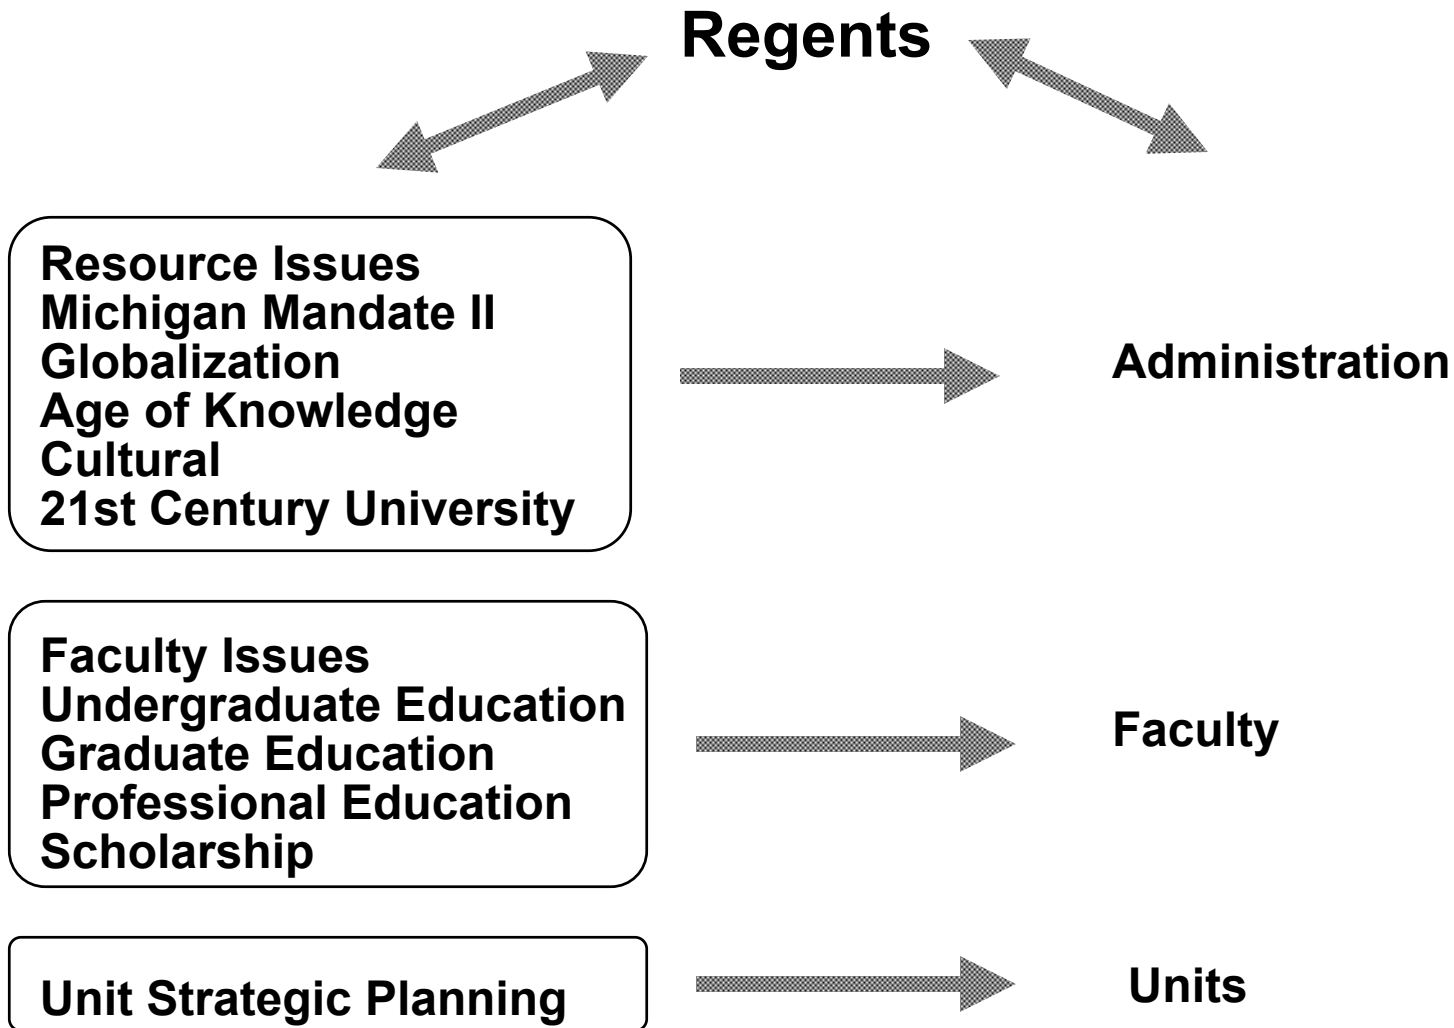 Regents
Resource Issues
Michigan Mandate II
Globalization
Age of Knowledge
Cultural
21st Century University
Administration
Faculty Issues
Undergraduate Education
Graduate Education
Professional Education
Scholarship
Faculty
Unit Strategic Planning
Units